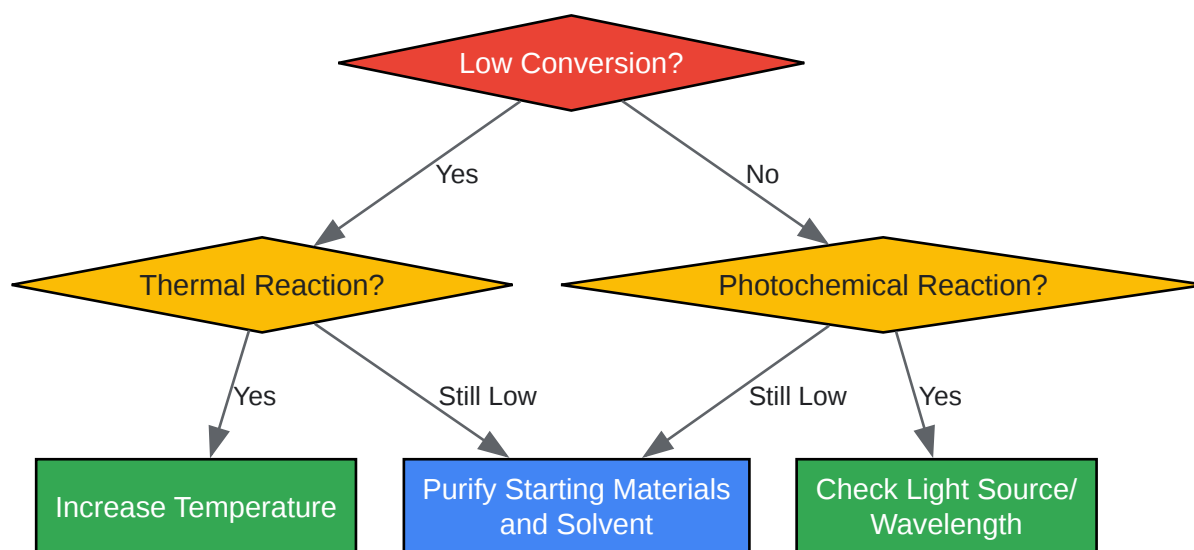 Low Conversion?
Yes
No
Thermal Reaction?
Photochemical Reaction?
Yes
Still Low
Still Low
Yes
Increase Temperature
Purify Starting Materials
and Solvent
Check Light Source/
Wavelength